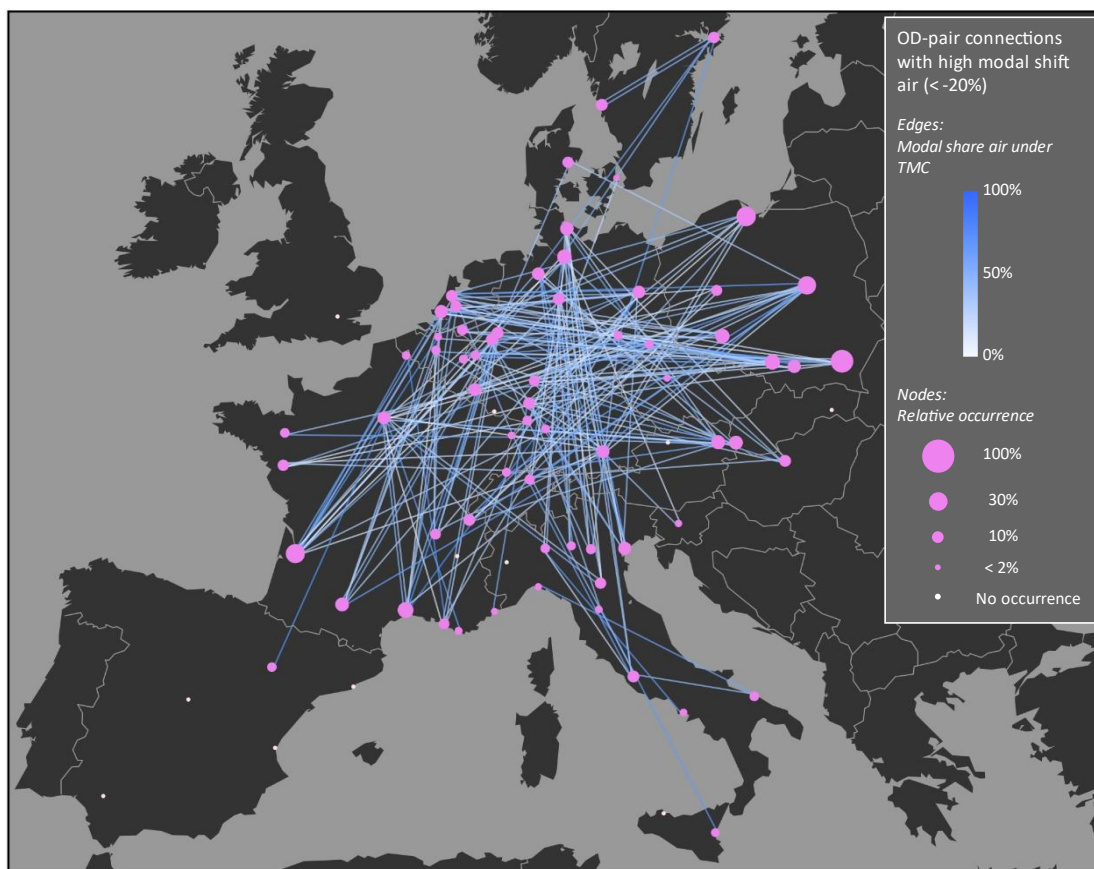 OD-pair connections
with high modal shift
air (< -20%)
Edges:
Modal share air under
TMC
100%
50%
0%
Nodes:
Relative occurrence
100%
30%
10%
< 2%
No occurrence